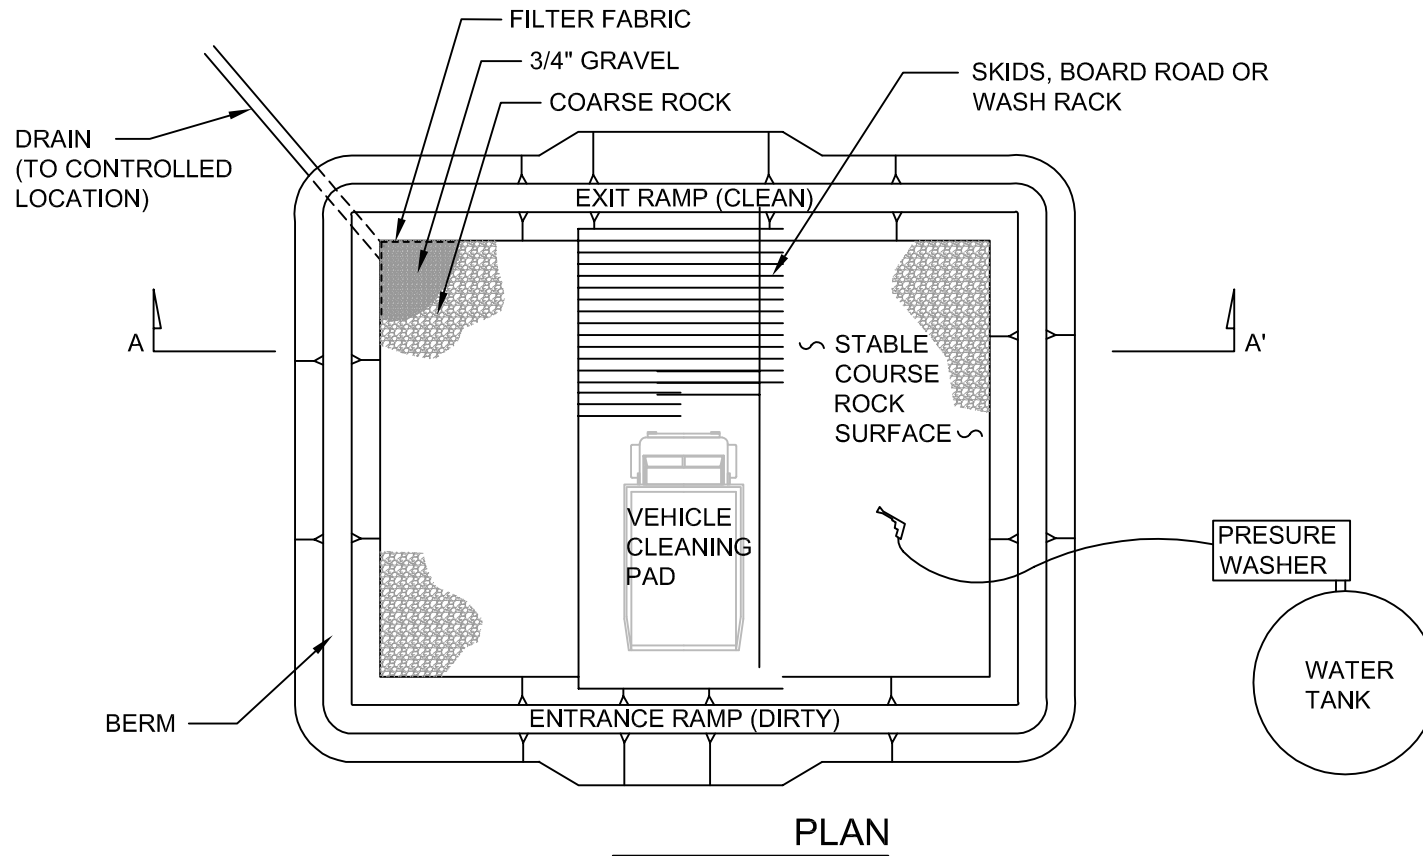 FILTER FABRIC
3/4" GRAVEL
COARSE ROCK
SKIDS, BOARD ROAD OR
WASH RACK
DRAIN
(TO CONTROLLED
LOCATION)
EXIT RAMP (CLEAN)
A
A'
STABLE
COURSE
ROCK
SURFACE
VEHICLE
CLEANING
PAD
PRESURE
WASHER
WATER
TANK
BERM
ENTRANCE RAMP (DIRTY)
PLAN